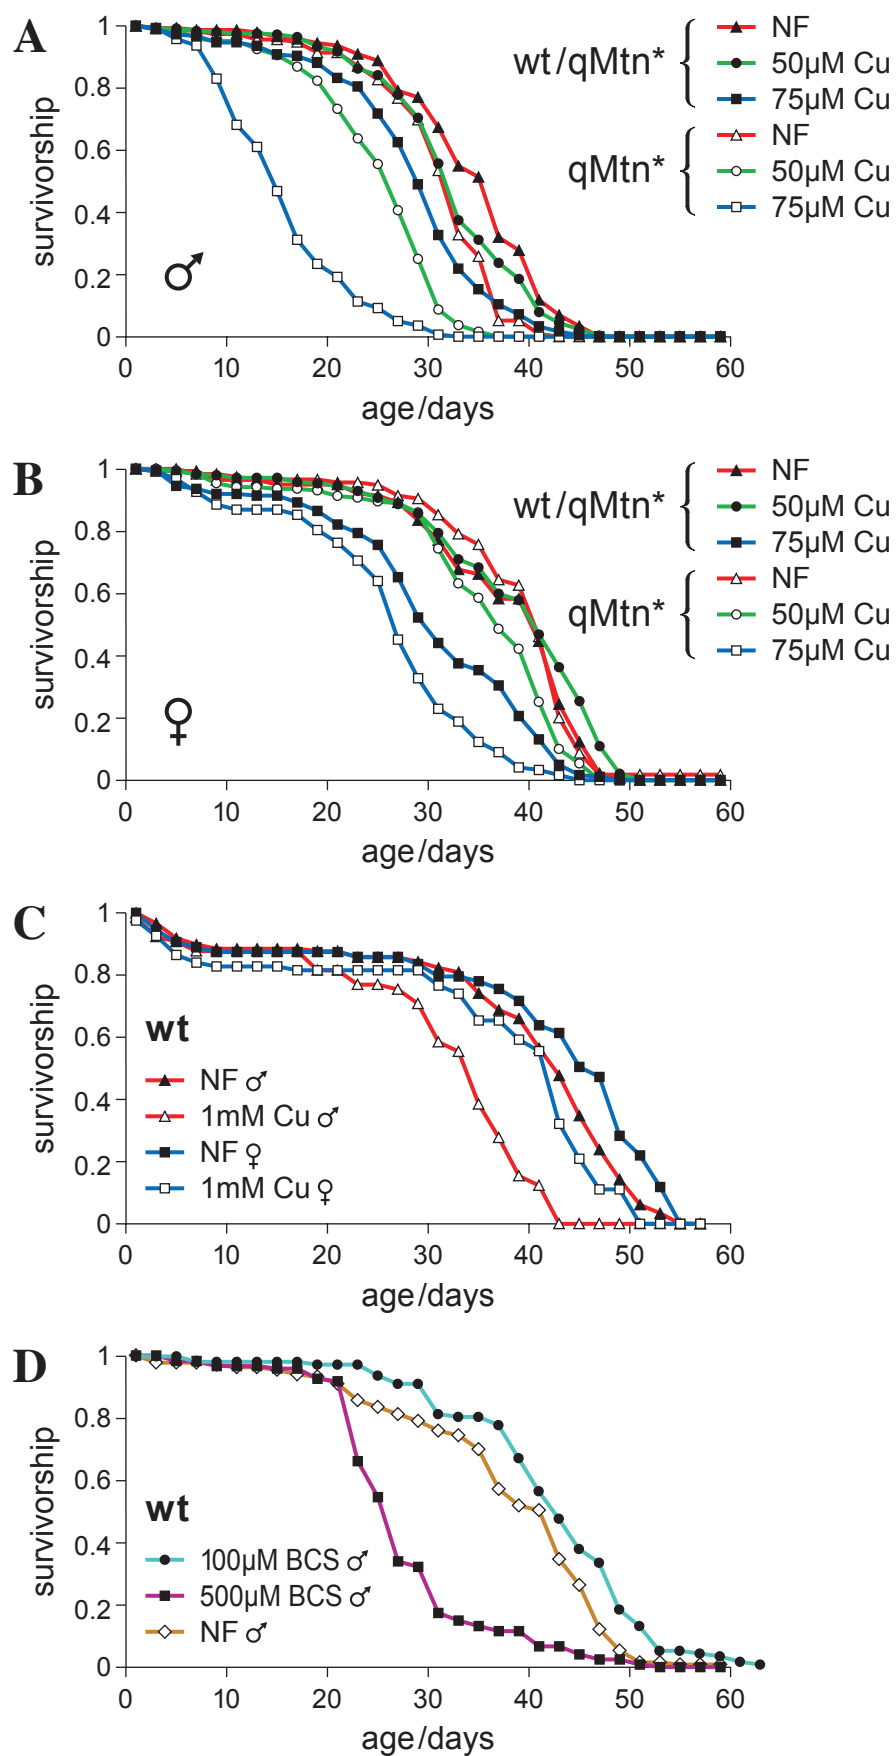 A
survivorship
1
0.8
0.6
0.4
0.2
0
♂
0 10 20 30 40 50 60
age/days
wt/qMtn*
NF
50µM Cu
75µM Cu
qMtn*
NF
50µM Cu
75µM Cu
B
survivorship
1
0.8
0.6
0.4
0.2
0
♀
0 10 20 30 40 50 60
age/days
wt/qMtn*
NF
50µM Cu
75µM Cu
qMtn*
NF
50µM Cu
75µM Cu
C
survivorship
1
0.8
0.6
0.4
0.2
0
wt
NF ♂
1mM Cu ♂
NF ♀
1mM Cu ♀
0 10 20 30 40 50 60
age/days
D
survivorship
1
0.8
0.6
0.4
0.2
0
wt
100µM BCS ♂
500µM BCS ♂
NF ♂
0 10 20 30 40 50 60
age/days